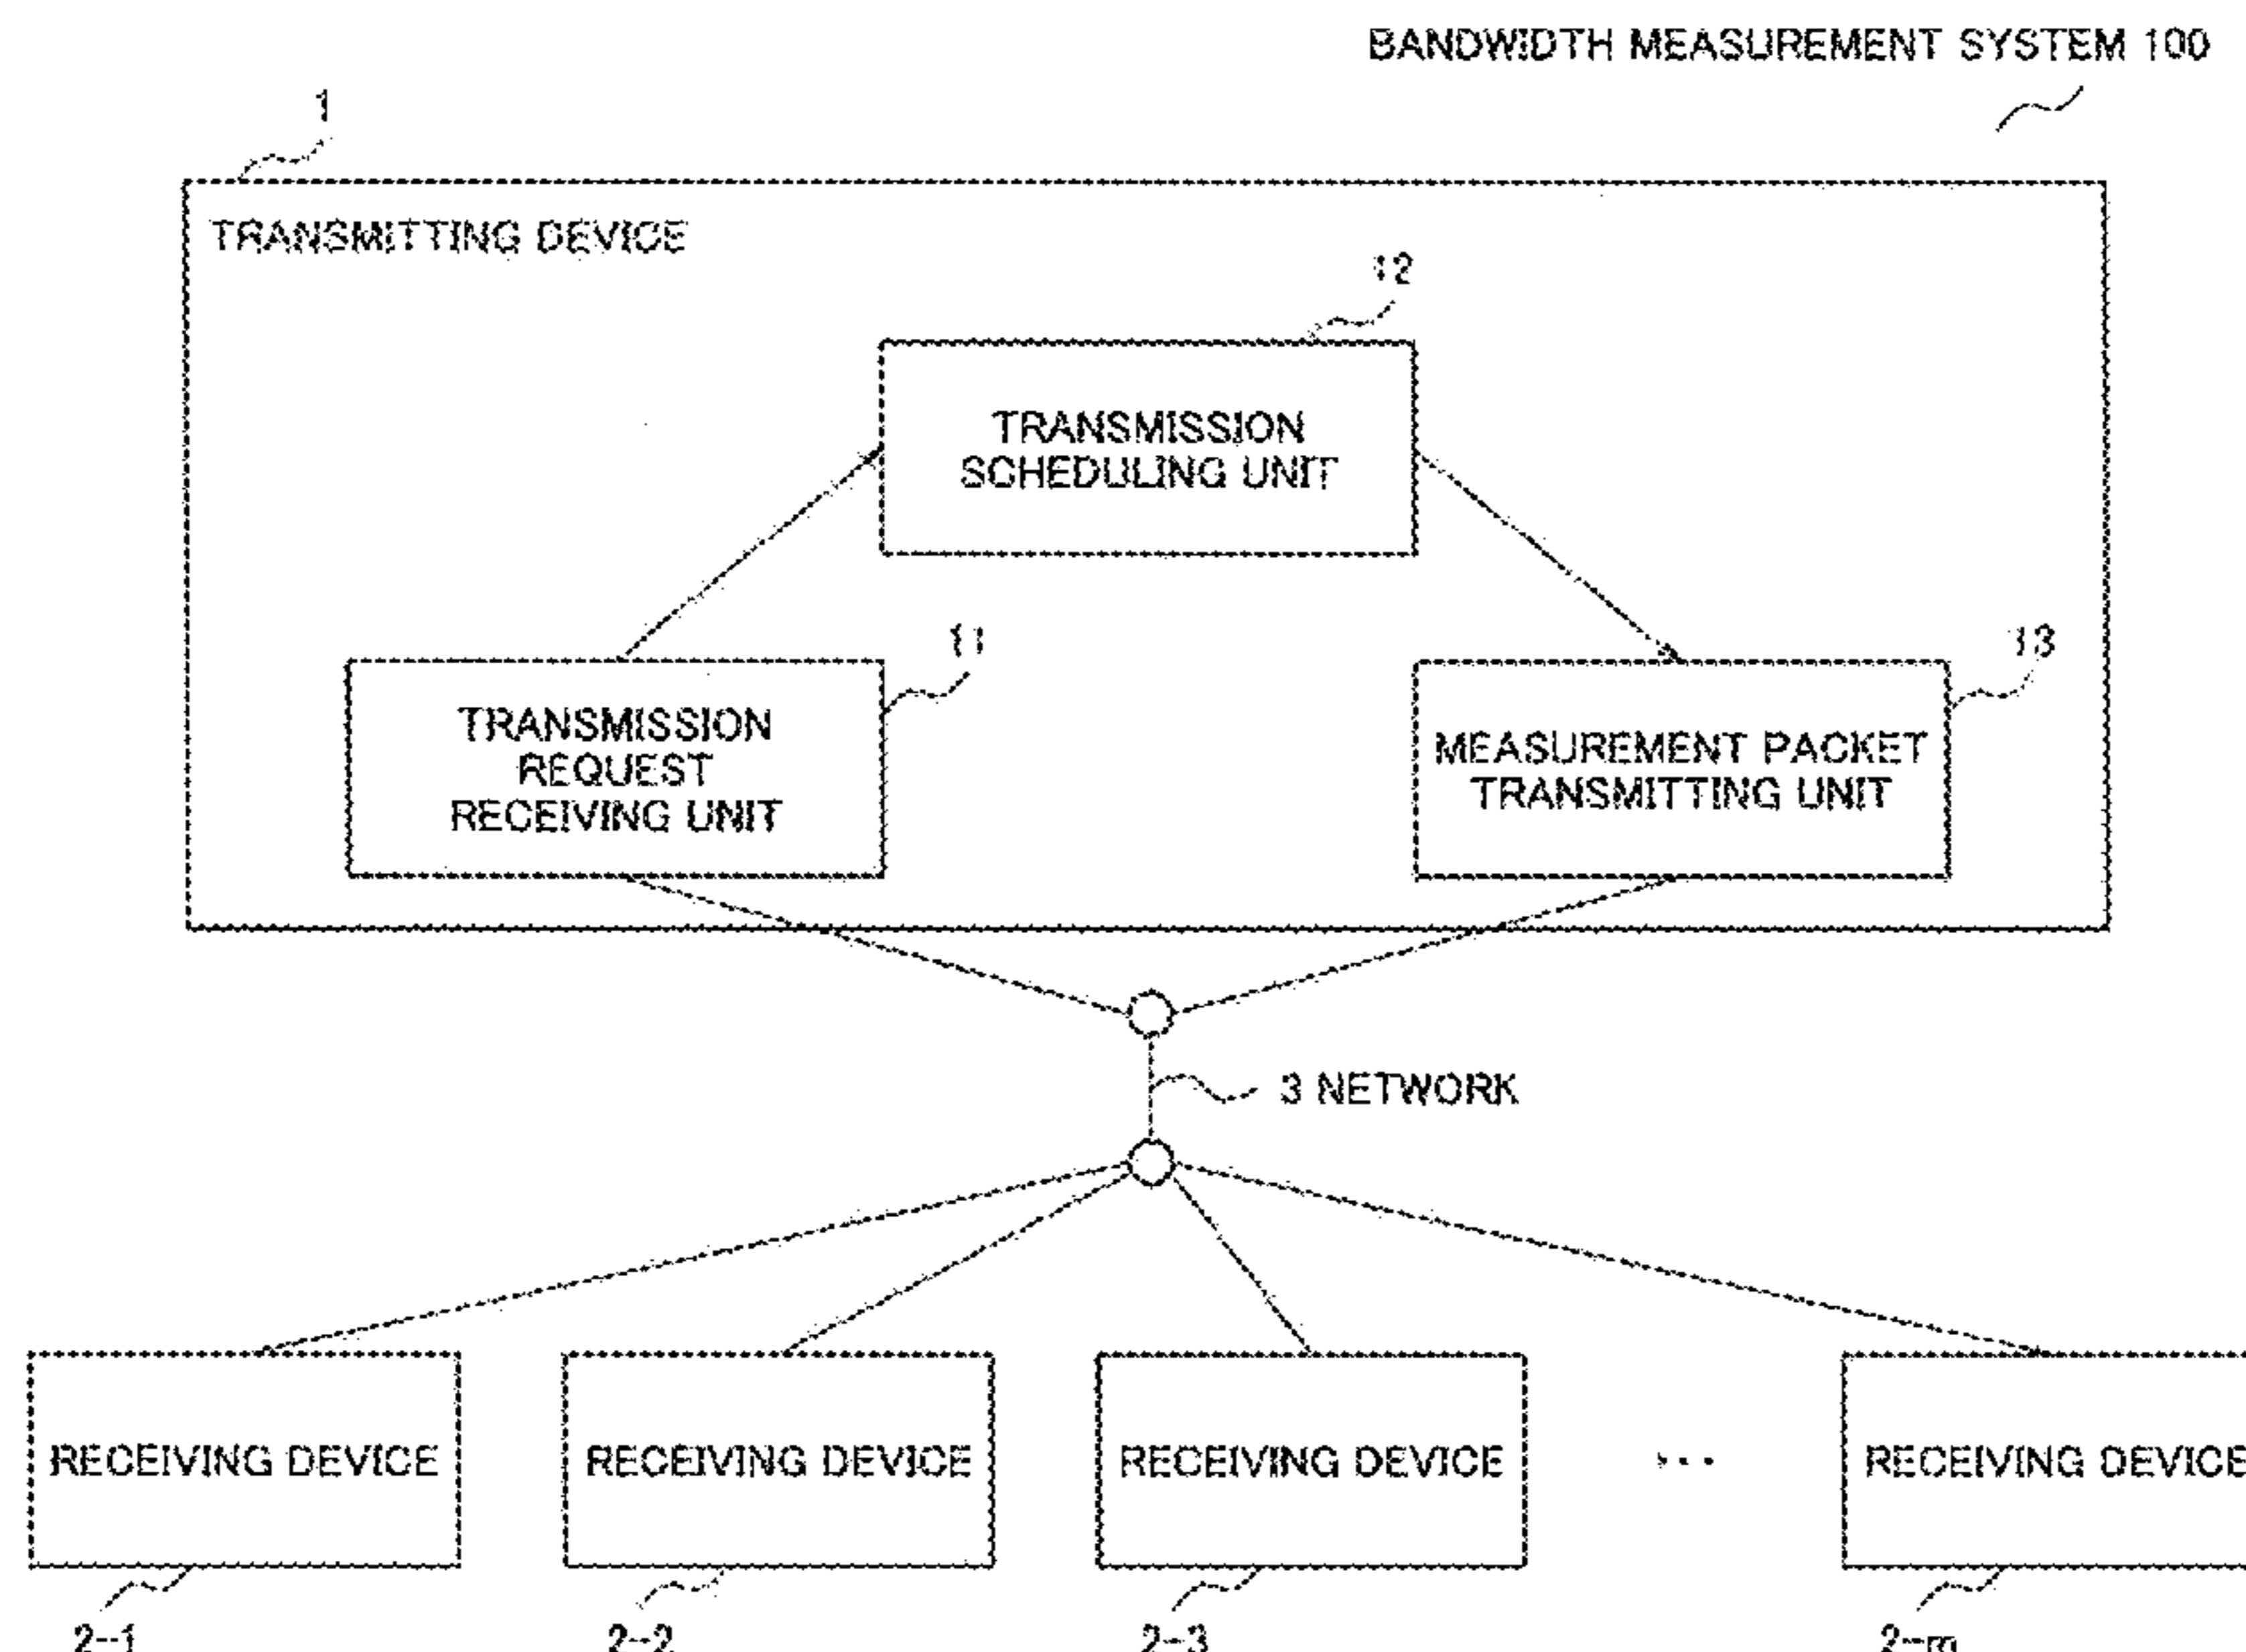 BANDWIDTH MEASUREMENT SYSTEM 100
1
TRANSMITTING DEVICE
12
TRANSMISSION
SCHEDULING UNIT
11
13
TRANSMISSION
REQUEST
RECEIVING UNIT
MEASUREMENT PACKET
TRANSMITTING UNIT
3 NETWORK
RECEIVING DEVICE
RECEIVING DEVICE
RECEIVING DEVICE
...
RECEIVING DEVICE
2-1
2-2
2-3
2-m